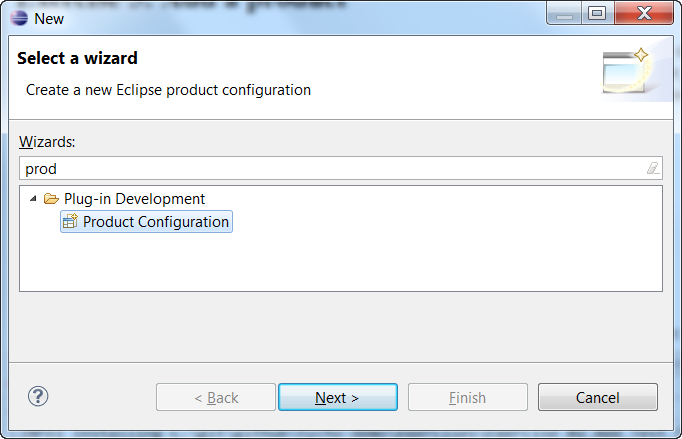 New
Select a wizard
Create a new Eclipse product configuration
Wizards:
prod
Plug-in Development
Product Configuration
?
< Back
Next >
Finish
Cancel